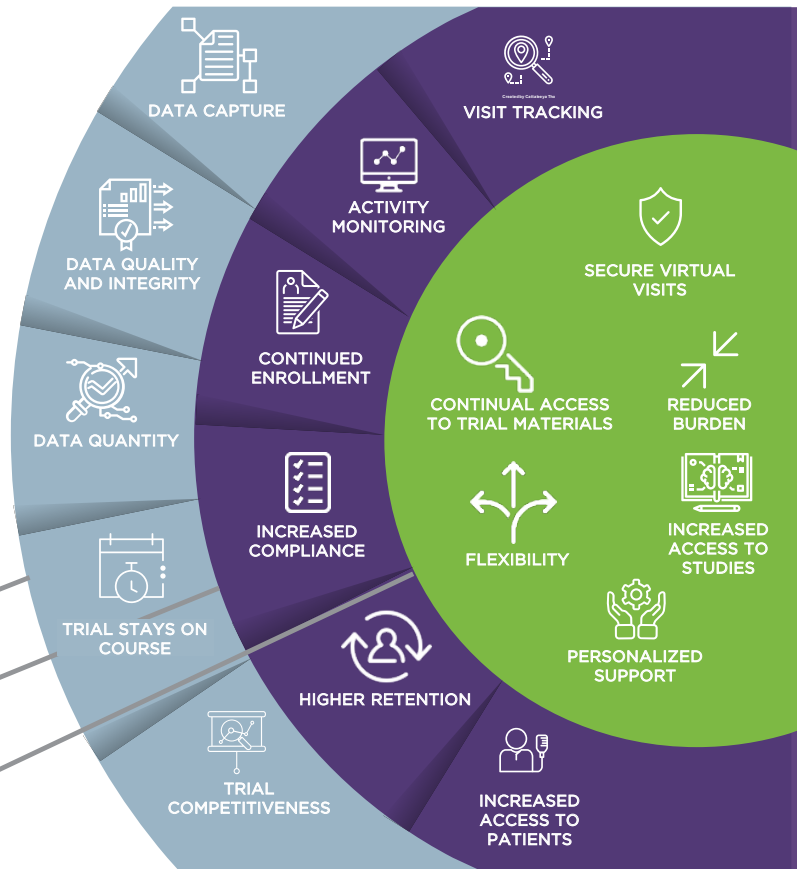 DATA CAPTURE
DATA QUALITY
AND INTEGRITY
DATA QUANTITY
TRIAL STAYS ON
COURSE
TRIAL
COMPETITIVENESS
VISIT TRACKING
ACTIVITY
MONITORING
CONTINUED
ENROLLMENT
INCREASED
COMPLIANCE
HIGHER RETENTION
INCREASED
ACCESS TO
PATIENTS
SECURE VIRTUAL
VISITS
CONTINUAL ACCESS
TO TRIAL MATERIALS
REDUCED
BURDEN
FLEXIBILITY
INCREASED
ACCESS TO
STUDIES
PERSONALIZED
SUPPORT